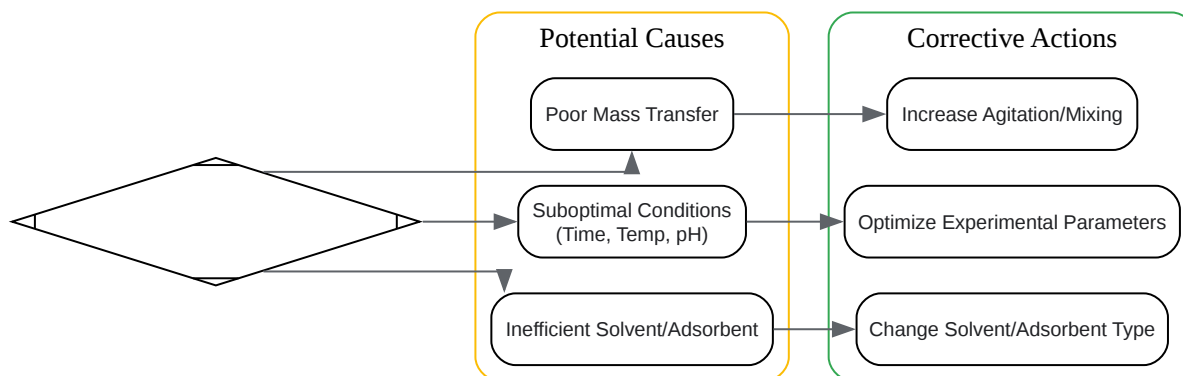 Potential Causes
Corrective Actions
Poor Mass Transfer
Increase Agitation/Mixing
Suboptimal Conditions
(Time, Temp, pH)
Optimize Experimental Parameters
Inefficient Solvent/Adsorbent
Change Solvent/Adsorbent Type